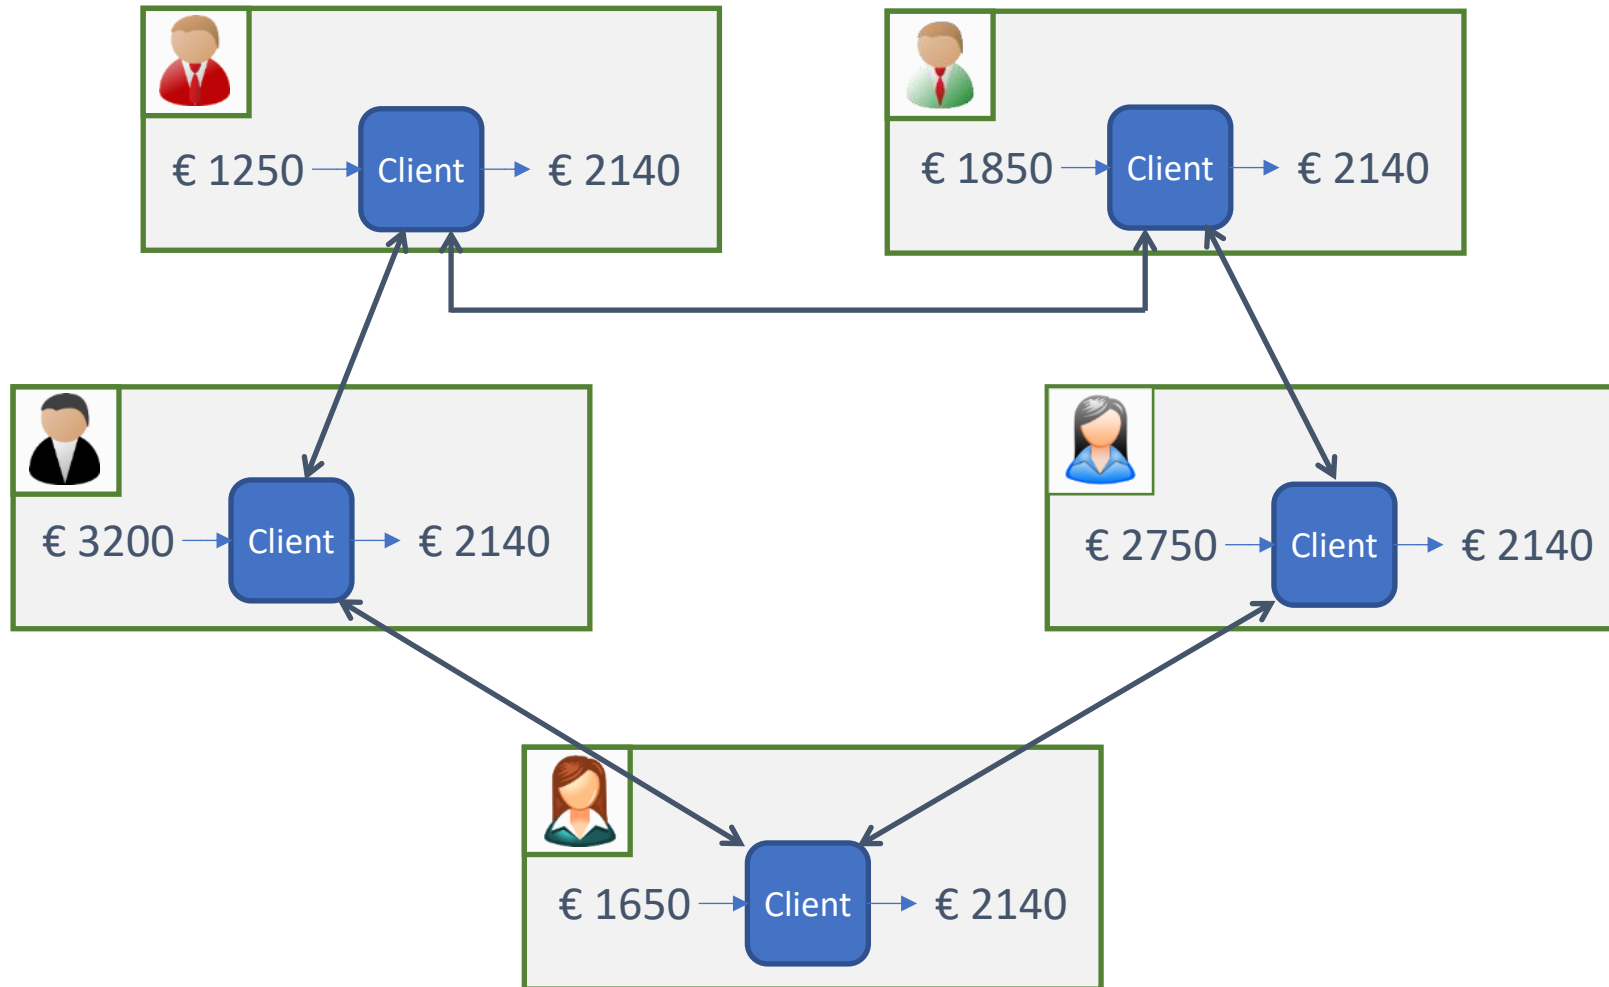 € 1250 Client € 2140
€ 1850 Client € 2140
€ 3200 Client € 2140
€ 2750 Client € 2140
€ 1650 Client € 2140